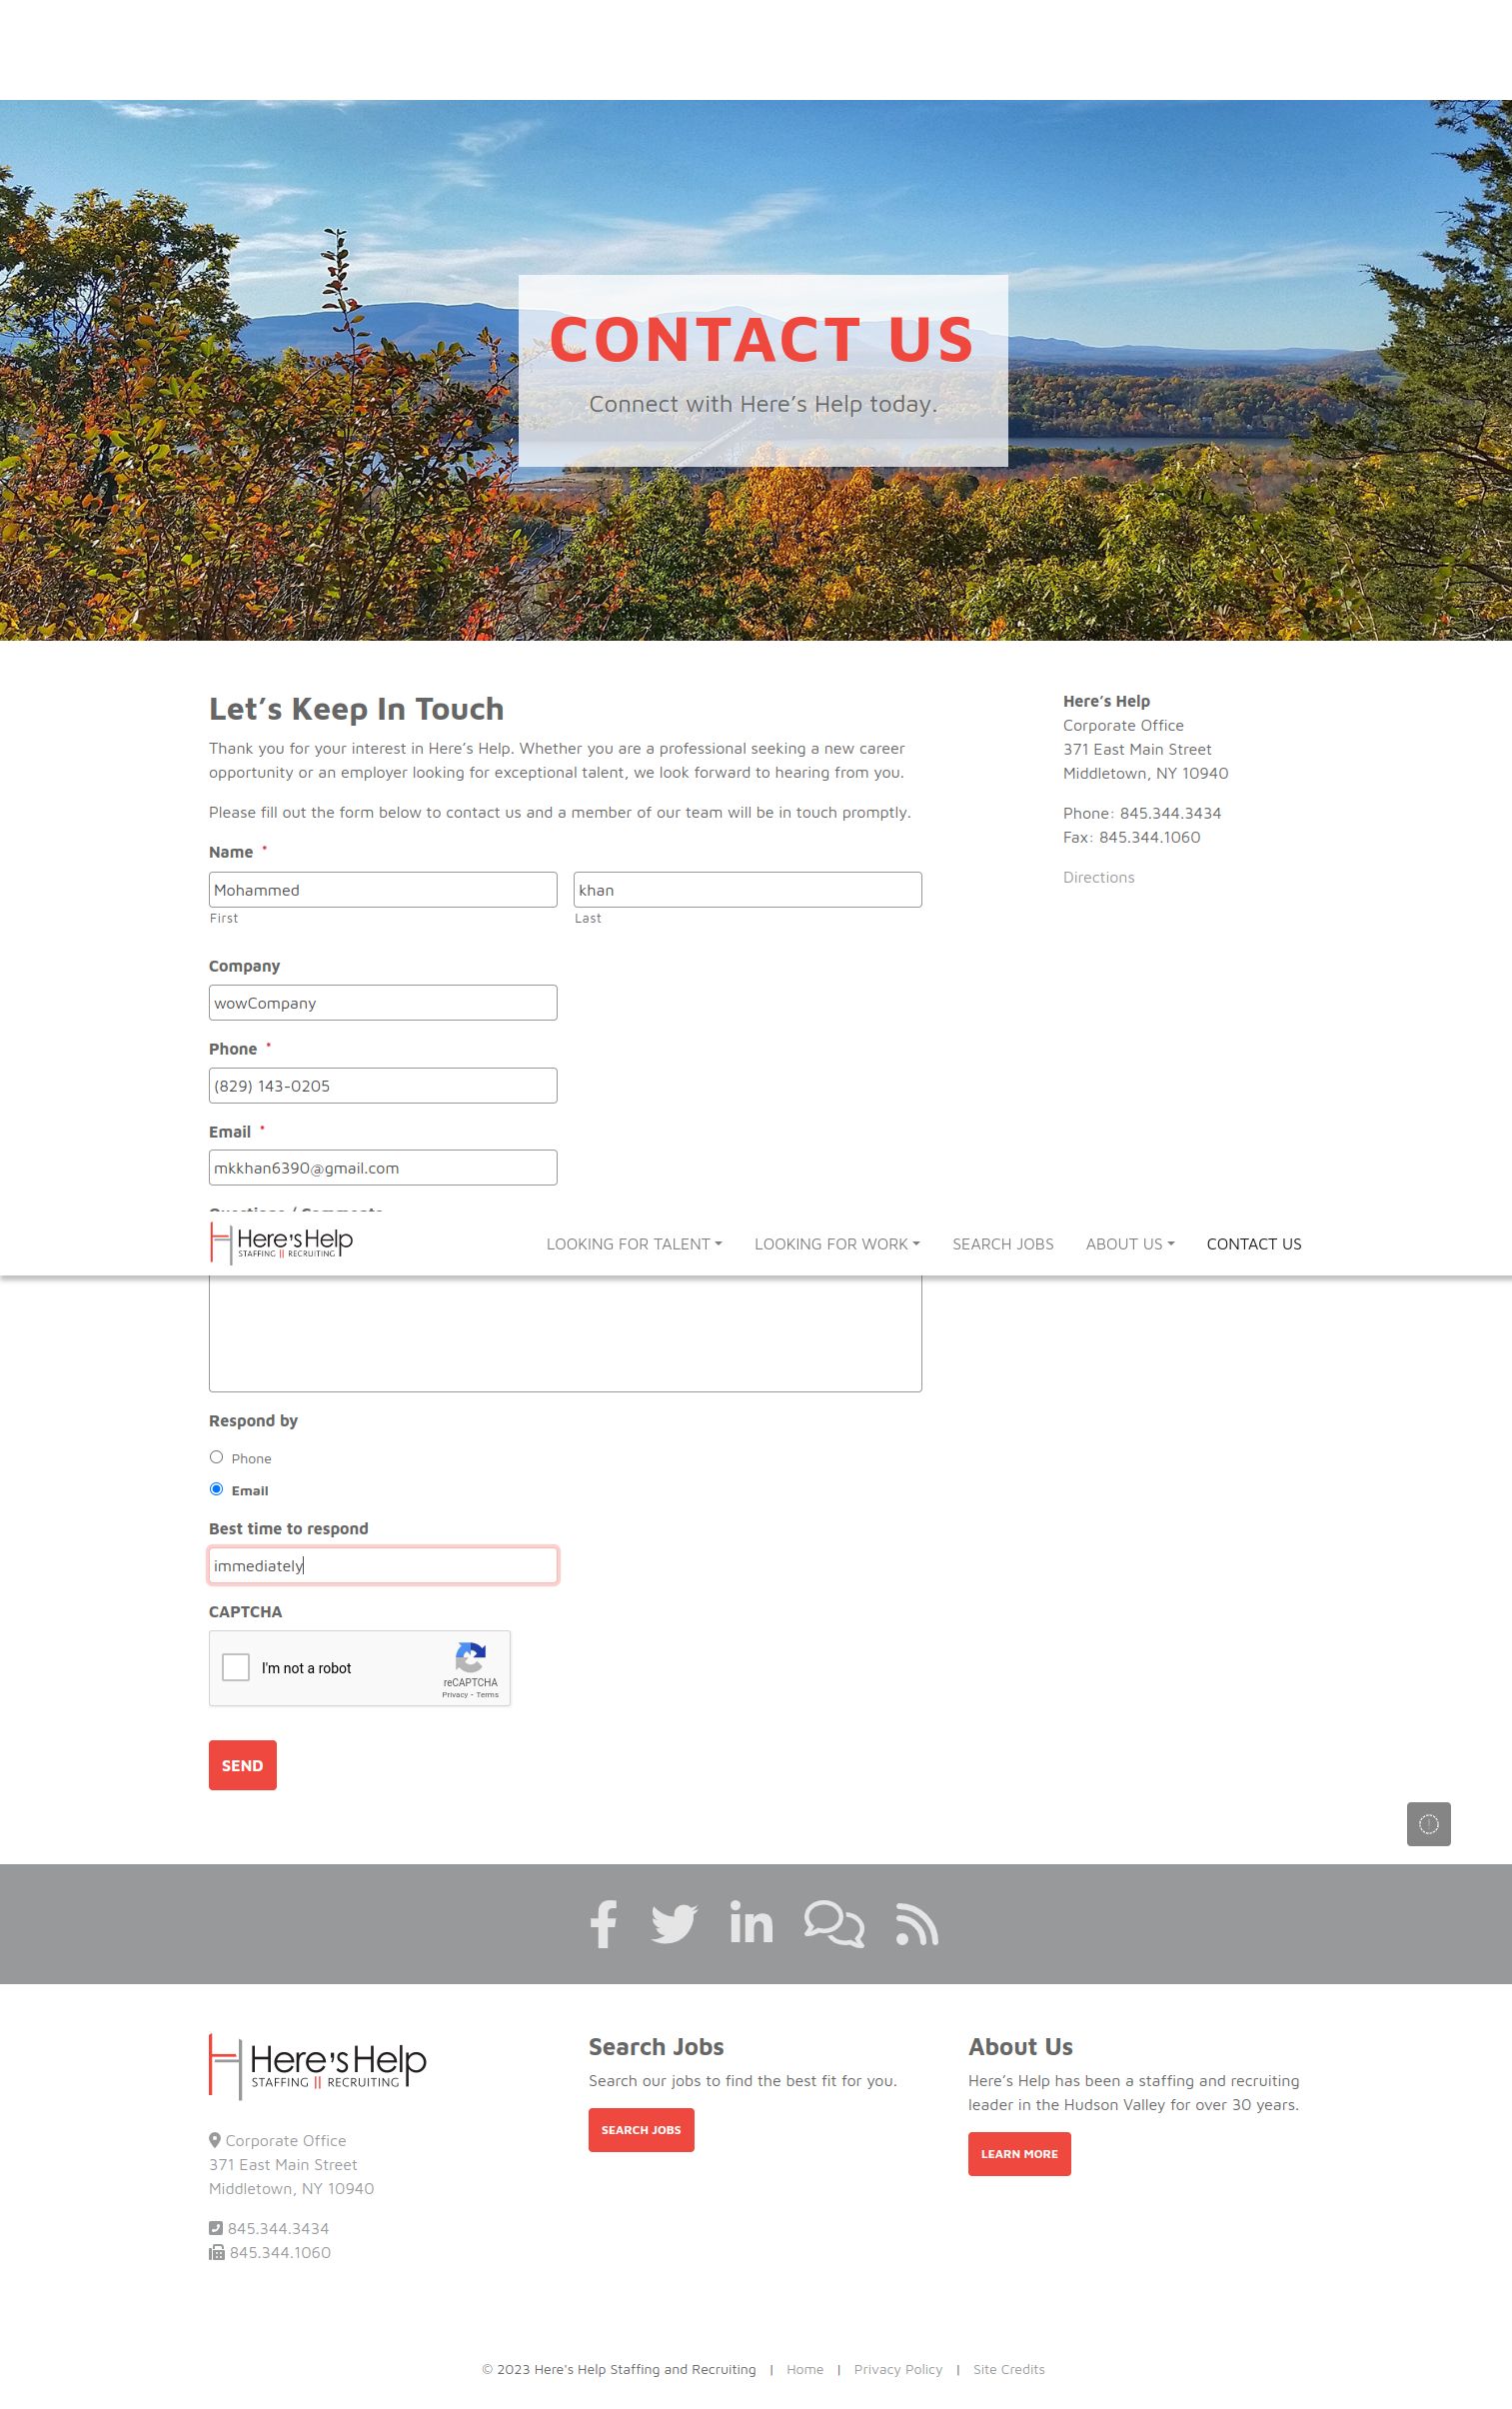 CONTACT US
Connect with Here’s Help today.
Let’s Keep In Touch
Thank you for your interest in Here’s Help. Whether you are a professional seeking a new career
opportunity or an employer looking for exceptional talent, we look forward to hearing from you.
Please fill out the form below to contact us and a member of our team will be in touch promptly.
Name *
Mohammed
khan
First
Last
Company
wowCompany
Phone *
(829) 143-0205
Email *
mkkhan6390@gmail.com
Here’s Help
Corporate Office
371 East Main Street
Middletown, NY 10940
Phone: 845.344.3434
Fax: 845.344.1060
Directions
Questions / Comments
Here's Help
STAFFING || RECRUITING
LOOKING FOR TALENT
LOOKING FOR WORK
SEARCH JOBS
ABOUT US
CONTACT US
Respond by
Phone
Email
Best time to respond
immediately
CAPTCHA
I'm not a robot
reCAPTCHA
Privacy - Terms
SEND
Here's Help
STAFFING || RECRUITING
Corporate Office
371 East Main Street
Middletown, NY 10940
845.344.3434
845.344.1060
Search Jobs
Search our jobs to find the best fit for you.
SEARCH JOBS
About Us
Here’s Help has been a staffing and recruiting
leader in the Hudson Valley for over 30 years.
LEARN MORE
© 2023 Here's Help Staffing and Recruiting | Home | Privacy Policy | Site Credits